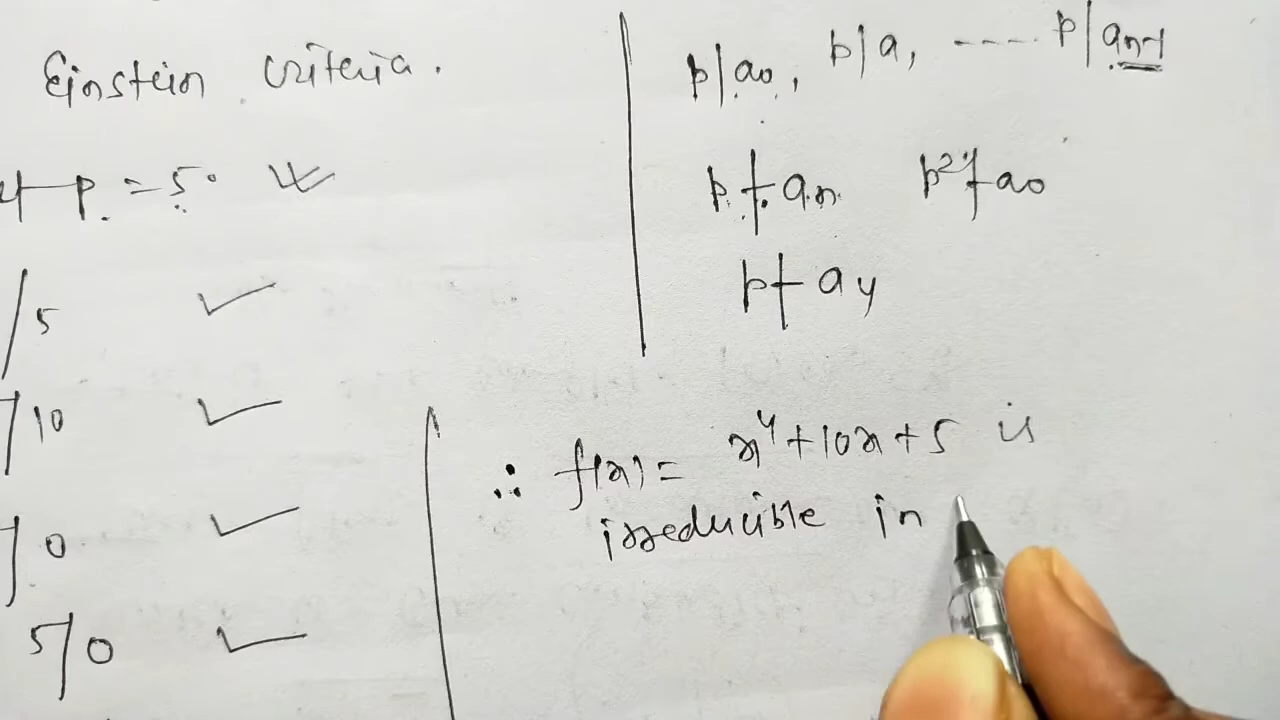 Einstein criteria.
p = 5
/5
/10
/0
5/0
p|a₀, p|a, ---- p|aₙ₋₁
p∤aₙ p²∤a₀
p∤a₄
∴ f(x) = x⁴+10x+5 is
irreducible in